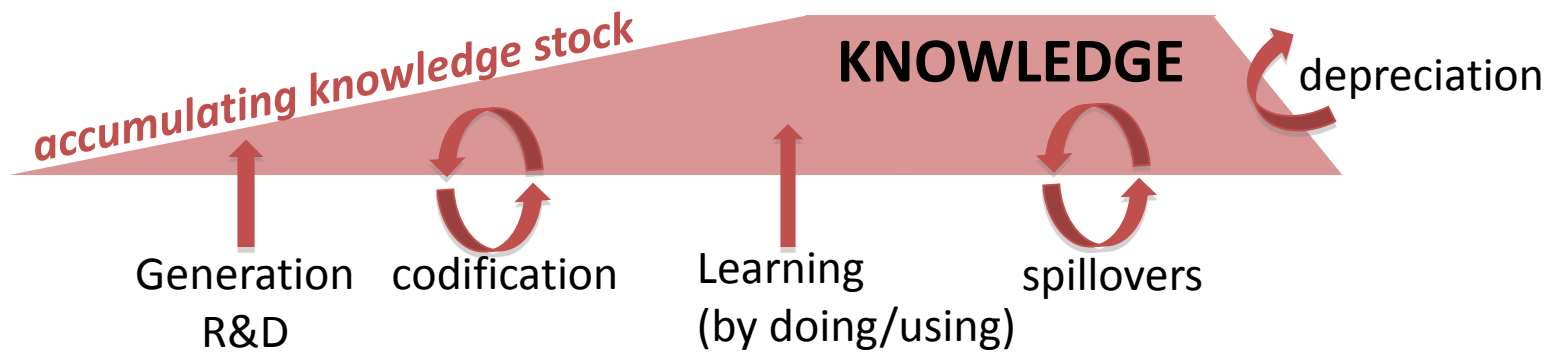 accumulating knowledge stock
KNOWLEDGE
depreciation
Generation
R&D
codification
Learning
(by doing/using)
spillovers